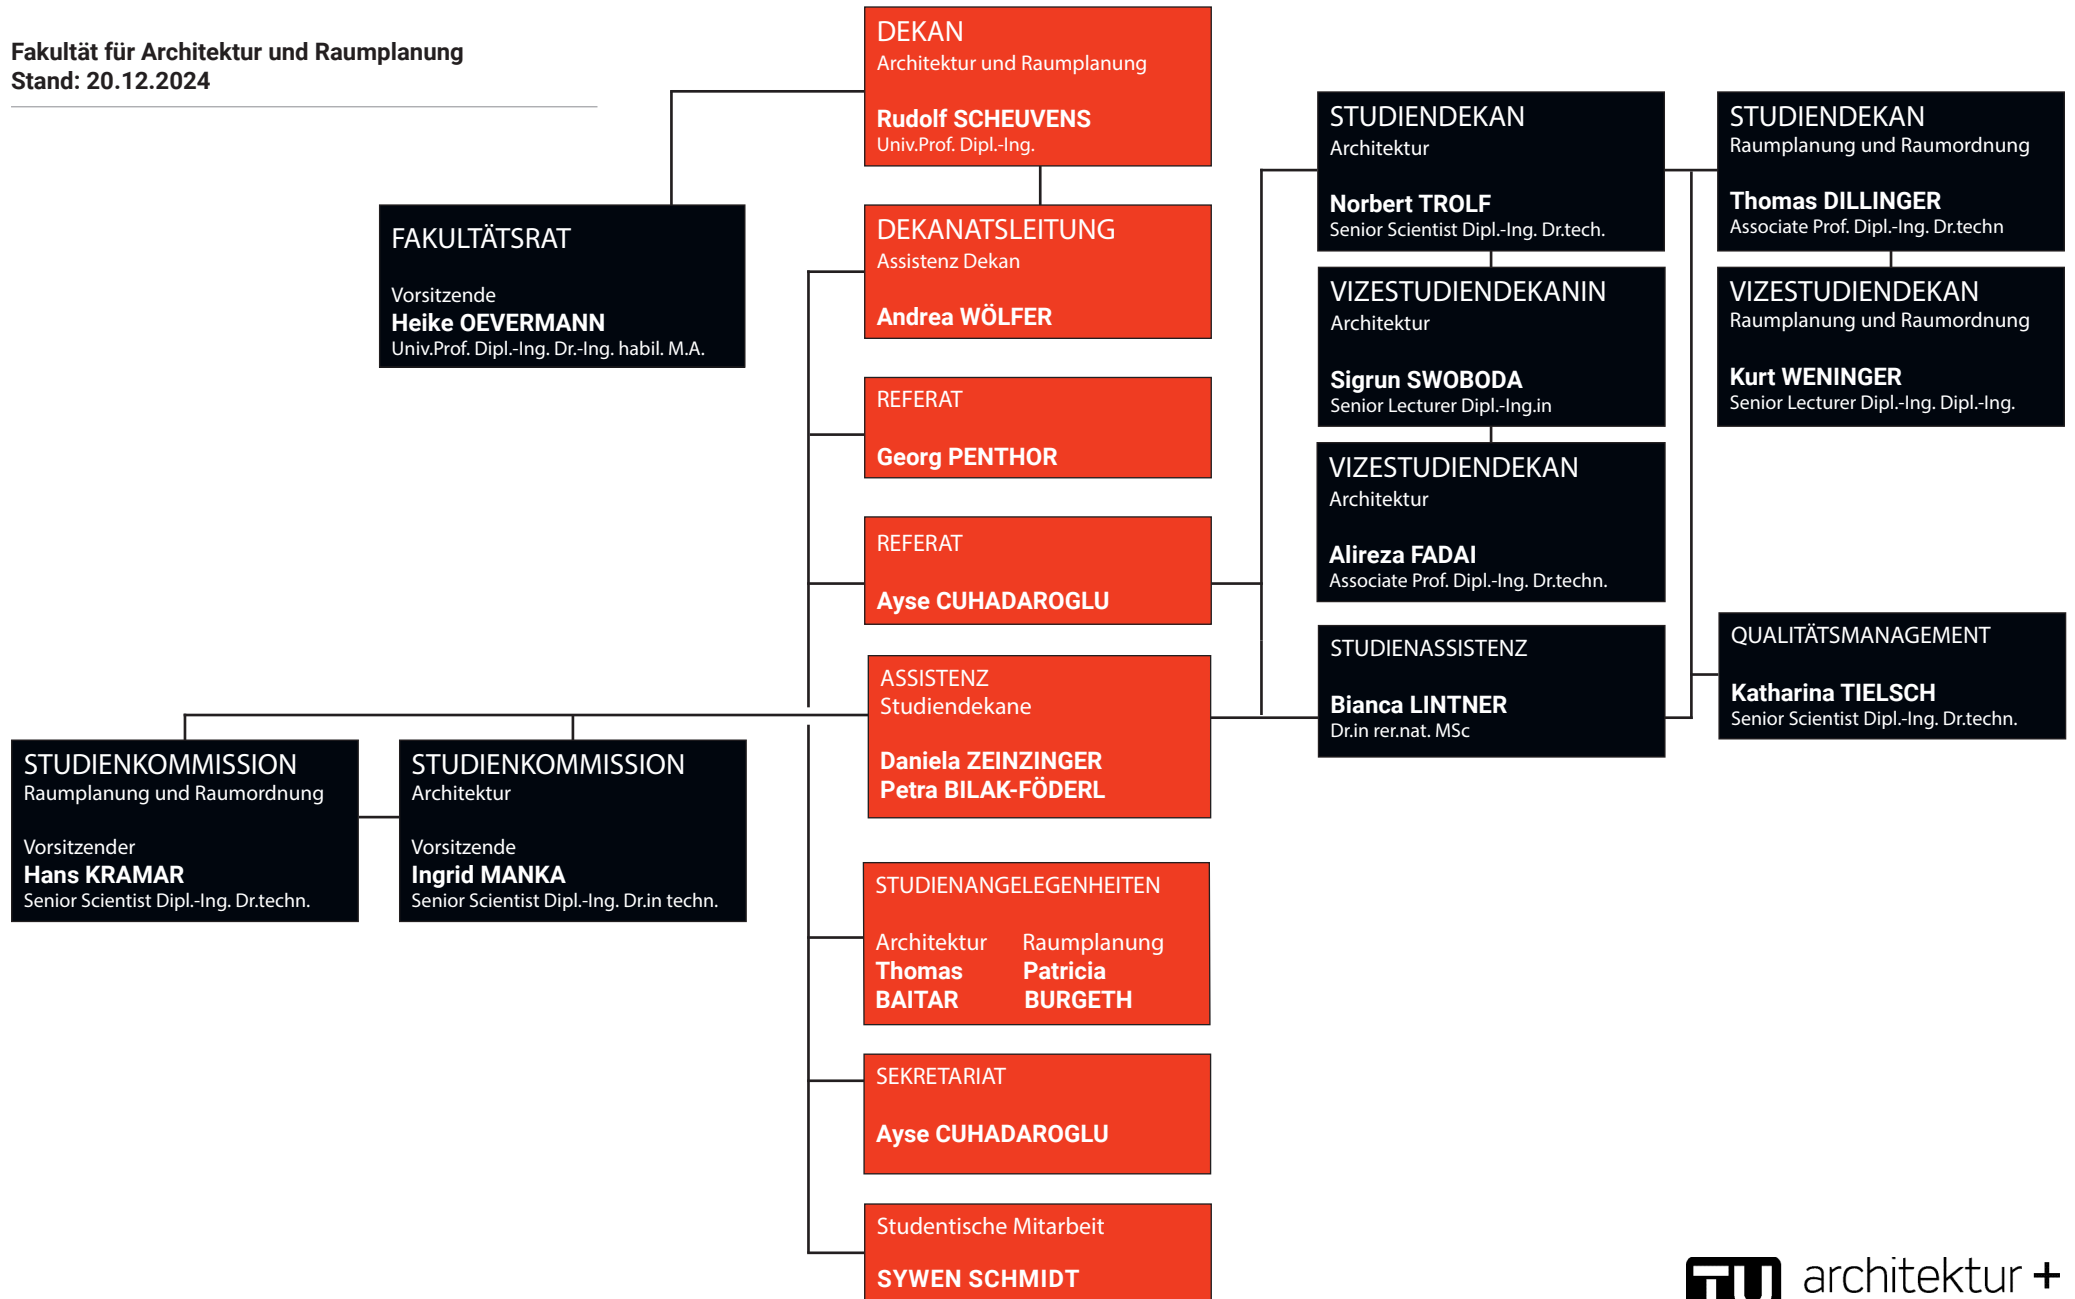 Fakultät für Architektur und Raumplanung
Stand: 20.12.2024
DEKAN
Architektur und Raumplanung
Rudolf SCHEUVENS
Univ.Prof. Dipl.-Ing.
FAKULTÄTSRAT
Vorsitzende
Heike OEVERMANN
Univ.Prof. Dipl.-Ing. Dr.-Ing. habil. M.A.
DEKANATSLEITUNG
Assistenz Dekan
Andrea WÖLFER
REFERAT
Georg PENTHOR
REFERAT
Ayse CUHADAROGLU
ASSISTENZ
Studiendekane
Daniela ZEINZINGER
Petra BILAK-FÖDERL
STUDIENANGELEGENHEITEN
Architektur Raumplanung
Thomas Patricia
BAITAR BURGETH
SEKRETARIAT
Ayse CUHADAROGLU
Studentische Mitarbeit
SYWEN SCHMIDT
STUDIENKOMMISSION
Raumplanung und Raumordnung
Vorsitzender
Hans KRAMAR
Senior Scientist Dipl.-Ing. Dr.techn.
STUDIENKOMMISSION
Architektur
Vorsitzende
Ingrid MANKA
Senior Scientist Dipl.-Ing. Dr.in techn.
STUDIENDEKAN
Architektur
Norbert TROLF
Senior Scientist Dipl.-Ing. Dr.tech.
VIZESTUDIENDEKANIN
Architektur
Sigrun SWOBODA
Senior Lecturer Dipl.-Ing.in
VIZESTUDIENDEKAN
Architektur
Alireza FADAI
Associate Prof. Dipl.-Ing. Dr.techn.
STUDIENASSISTENZ
Bianca LINTNER
Dr.in rer.nat. MSc
STUDIENDEKAN
Raumplanung und Raumordnung
Thomas DILLINGER
Associate Prof. Dipl.-Ing. Dr.techn
VIZESTUDIENDEKAN
Raumplanung und Raumordnung
Kurt WENINGER
Senior Lecturer Dipl.-Ing. Dipl.-Ing.
QUALITÄTSMANAGEMENT
Katharina TIELSCH
Senior Scientist Dipl.-Ing. Dr.techn.
TU architektur +